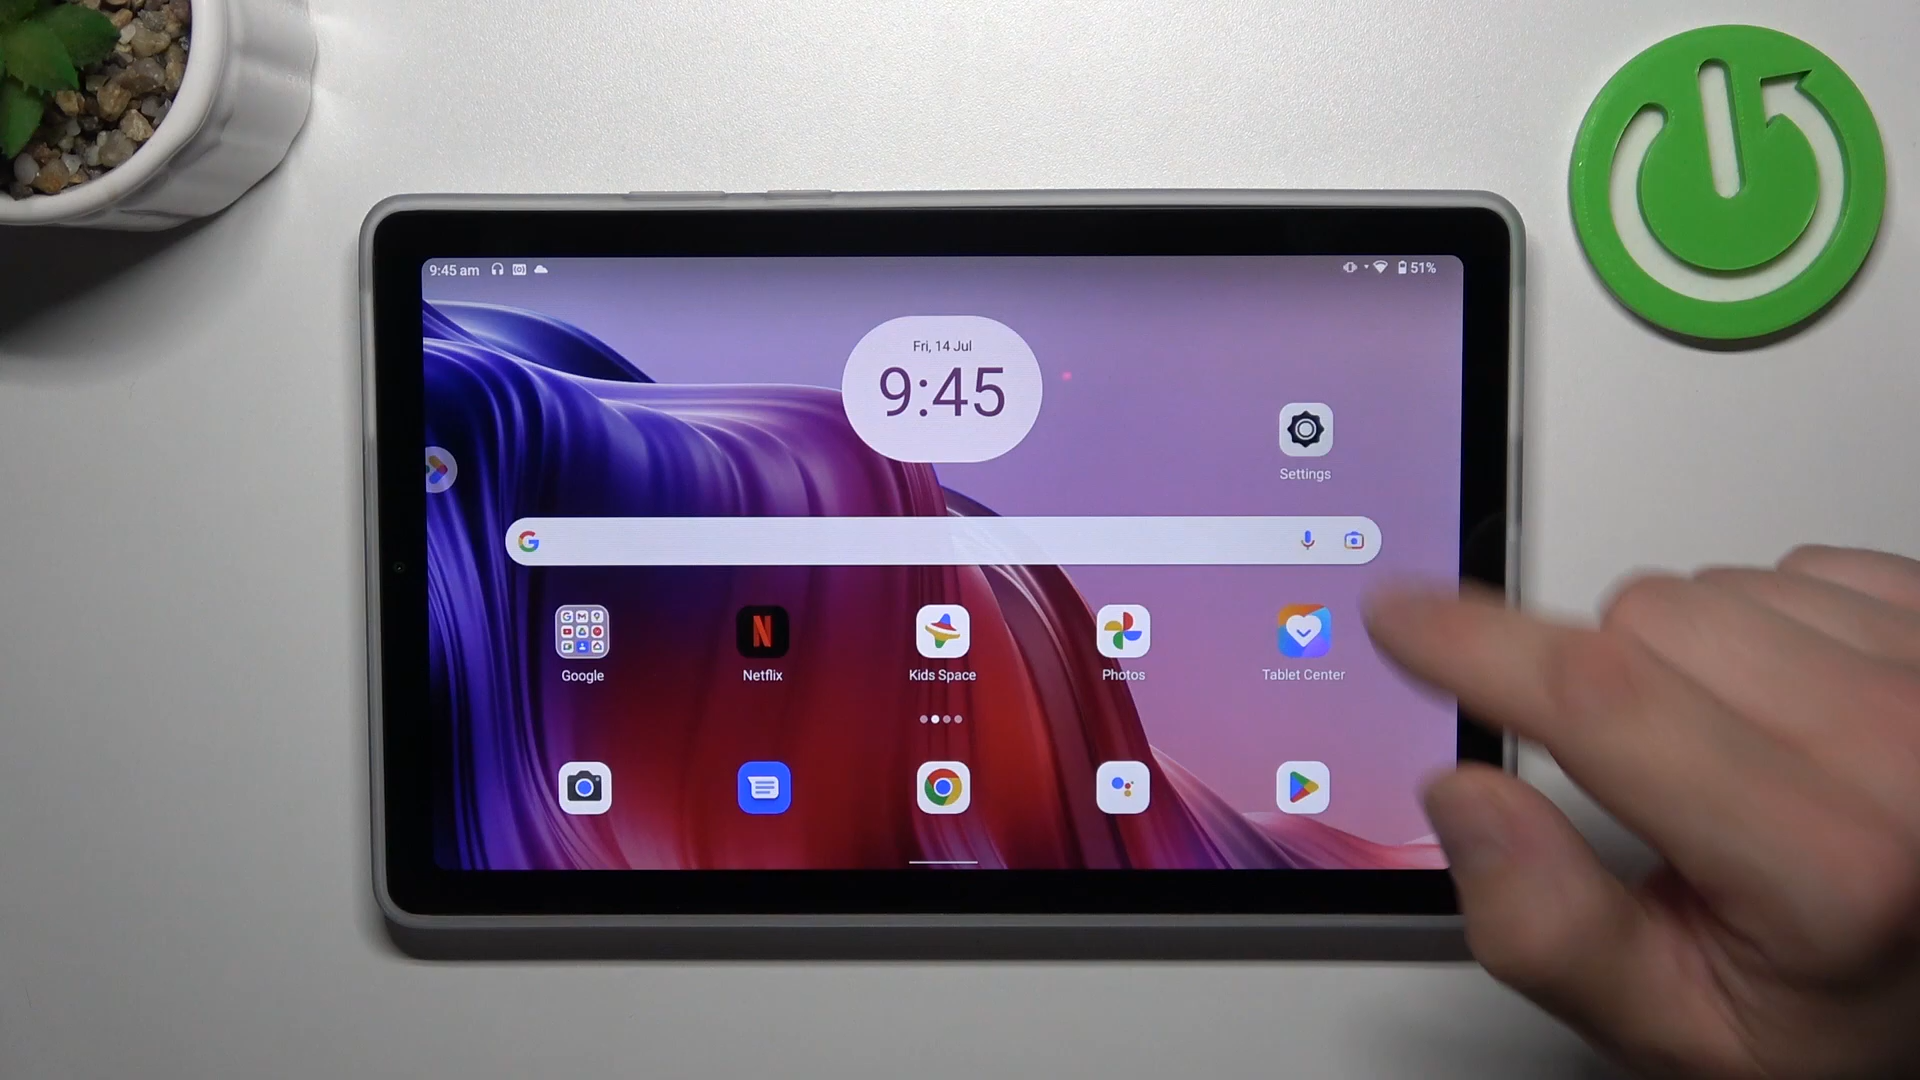 9:45 am
51%
Fri, 14 Jul
9:45
Settings
G
N
Google
Netflix
Kids Space
Photos
Tablet Center